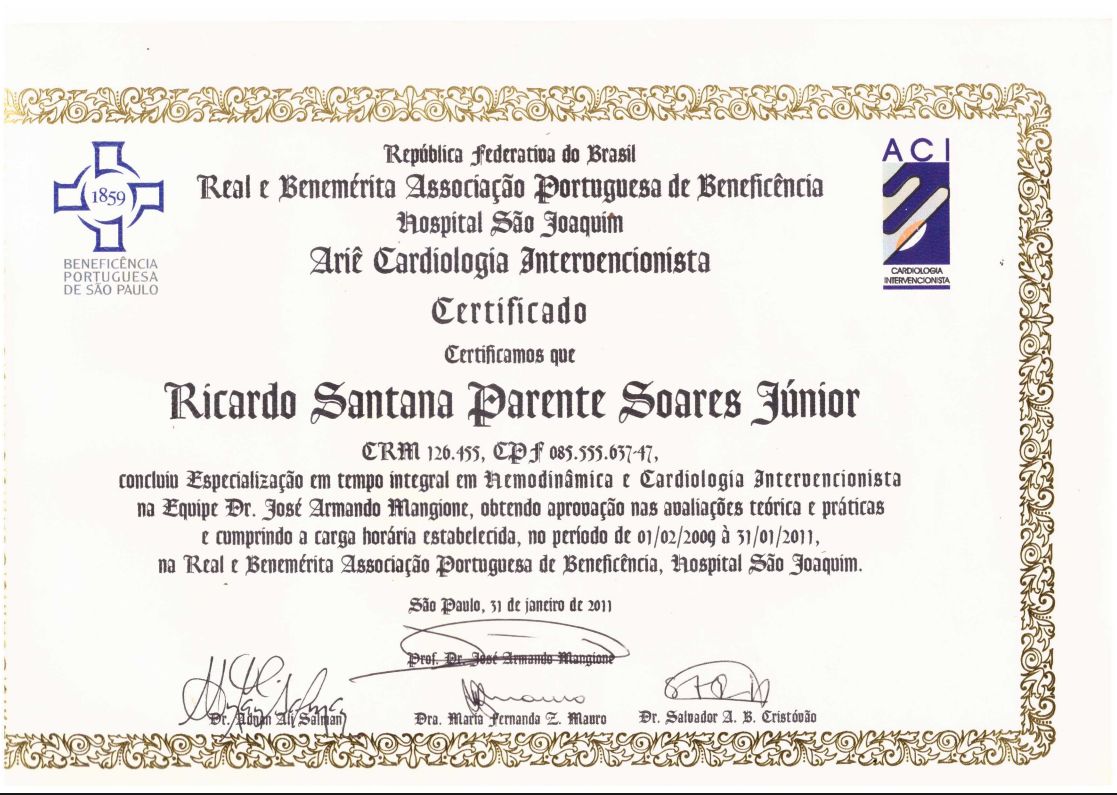 1859
BENEFICÊNCIA
PORTUGUESA
DE SÃO PAULO
ACI
CARDIOLOGIA
INTERVENCIONISTA
República Federativa do Brasil
Real e Benemérita Associação Portuguesa de Beneficência
Hospital São Joaquim
Ariê Cardiologia Intervencionista
Certificado
Certificamos que
Ricardo Santana Parente Soares Júnior
CRM 126.455, CPF 085.555.637-47,
concluiu Especialização em tempo integral em Hemodinâmica e Cardiologia Intervencionista
na Equipe Dr. José Armando Mangione, obtendo aprovação nas avaliações teórica e práticas
e cumprindo a carga horária estabelecida, no período de 01/02/2009 à 31/01/2011,
na Real e Benemérita Associação Portuguesa de Beneficência, Hospital São Joaquim.
São Paulo, 31 de janeiro de 2011
Prof. Dr. José Armando Mangione
Dr. Adnan Ali Salman
Dra. Maria Fernanda Z. Mauro
Dr. Salvador A. B. Cristóvão